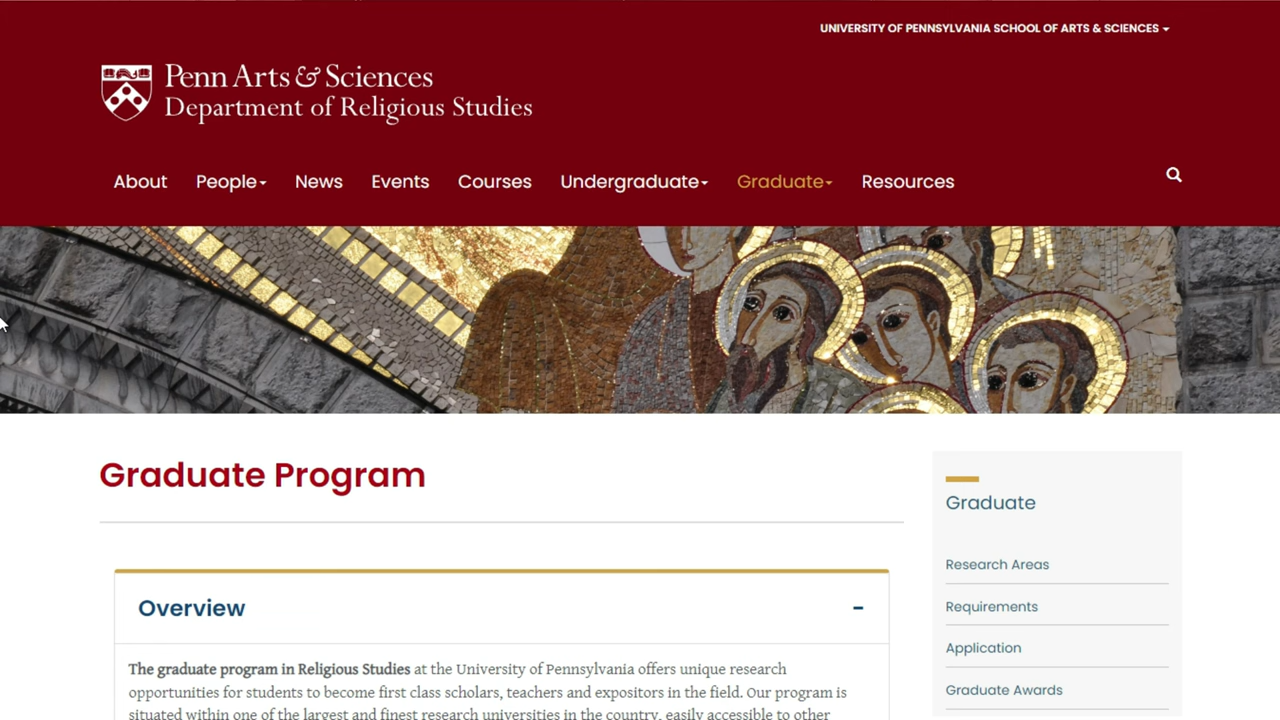 UNIVERSITY OF PENNSYLVANIA SCHOOL OF ARTS & SCIENCES
Penn Arts & Sciences
Department of Religious Studies
About People News Events Courses Undergraduate Graduate Resources
Graduate Program
Graduate
Research Areas
Requirements
Application
Graduate Awards
Overview
The graduate program in Religious Studies at the University of Pennsylvania offers unique research
opportunities for students to become first class scholars, teachers and expositors in the field. Our program is
situated within one of the largest and finest research universities in the country, easily accessible to other